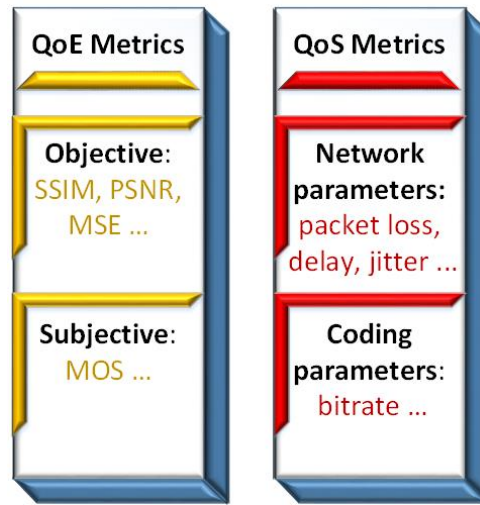 QoE Metrics
Objective:
SSIM, PSNR,
MSE ...
Subjective:
MOS ...
QoS Metrics
Network
parameters:
packet loss,
delay, jitter ...
Coding
parameters:
bitrate ...